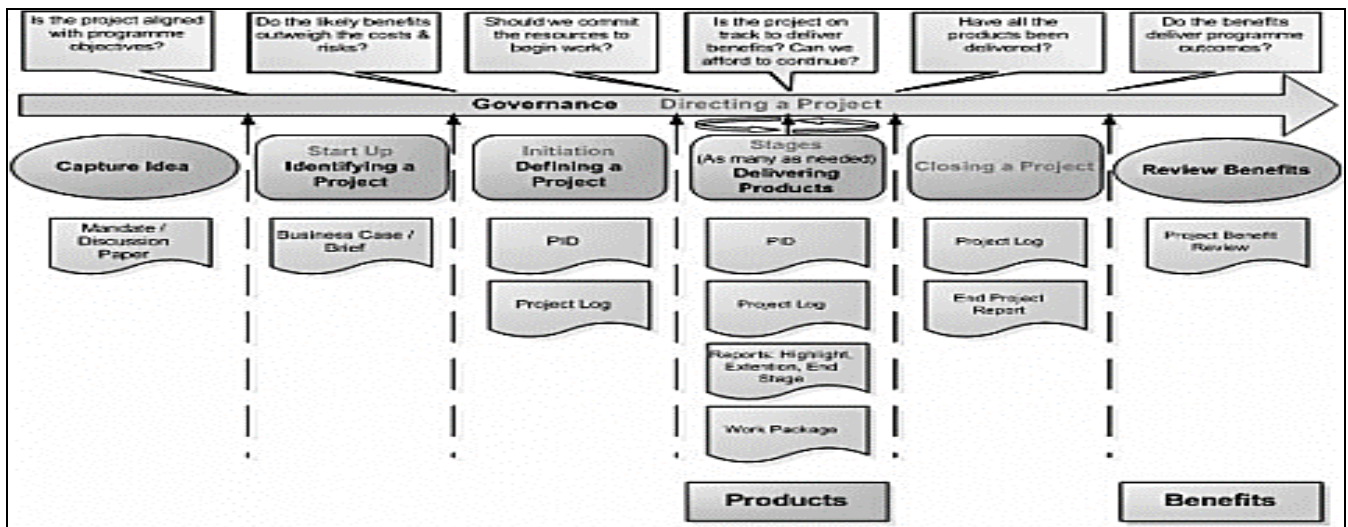 Is the project aligned
with programme
objectives?
Do the likely benefits
outweigh the costs &
risks?
Should we commit
the resources to
begin work?
Is the project on
track to deliver
benefits? Can we
afford to continue?
Have all the
products been
delivered?
Do the benefits
deliver programme
outcomes?
Governance Directing a Project
Capture Idea
Start Up
Identifying a
Project
Initiation
Defining a
Project
Stages
(As many as needed)
Delivering
Products
Closing a Project
Review Benefits
Mandate /
Discussion
Paper
Business Case /
Brief
PID
Project Log
PID
Project Log
Reports: Highlight,
Extention, End
Stage
Work Package
Project Log
End Project
Report
Project Benefit
Review
Products
Benefits